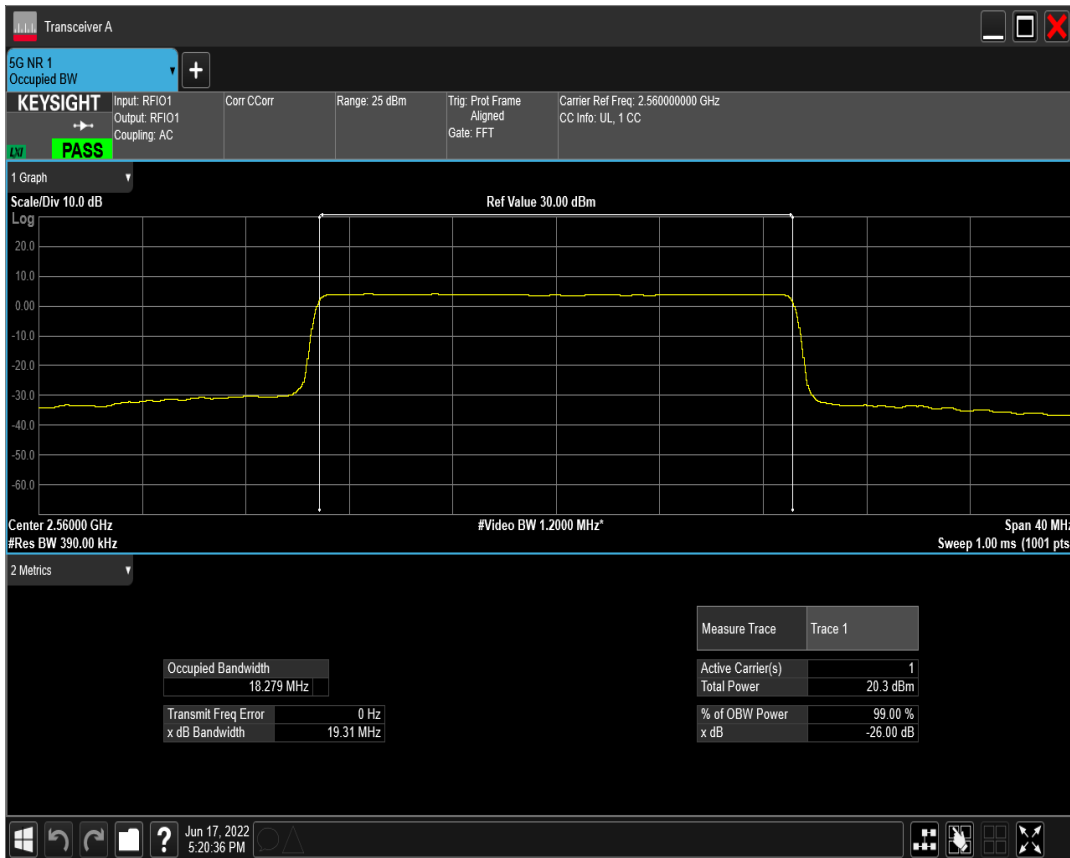 Transceiver A
5G NR 1
Occupied BW
KEYSIGHT
LXI
PASS
Input: RFIO1
Output: RFIO1
Coupling: AC
Corr CCorr
Range: 25 dBm
Trig: Prot Frame
Aligned
Gate: FFT
Carrier Ref Freq: 2.560000000 GHz
CC Info: UL, 1 CC
1 Graph
Scale/Div 10.0 dB
Ref Value 30.00 dBm
Log
20.0
10.0
0.00
-10.0
-20.0
-30.0
-40.0
-50.0
-60.0
Center 2.56000 GHz
#Video BW 1.2000 MHz*
Span 40 MHz
#Res BW 390.00 kHz
Sweep 1.00 ms (1001 pts
2 Metrics
Measure Trace Trace 1
Occupied Bandwidth
18.279 MHz
Transmit Freq Error 0 Hz
x dB Bandwidth 19.31 MHz
Active Carrier(s) 1
Total Power 20.3 dBm
% of OBW Power 99.00 %
x dB -26.00 dB
?
Jun 17, 2022
5:20:36 PM